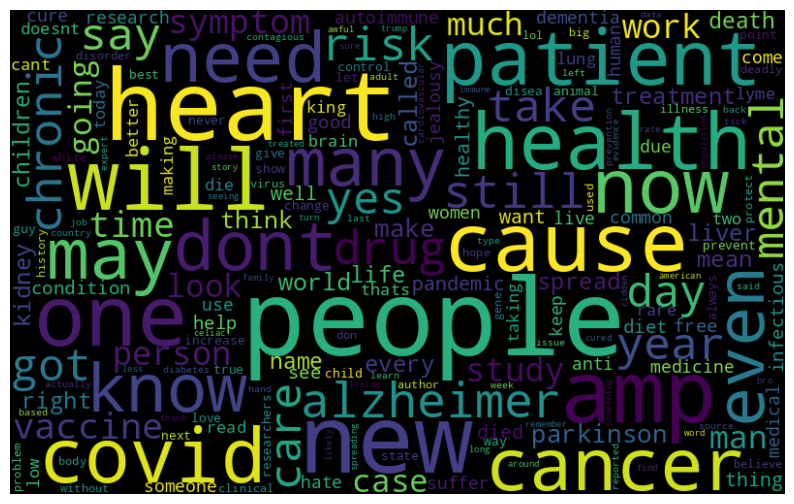 cure
research
symptom
autoimmune
much
dementia
big
data
death
doesnt
say
need
contagious
awful
trump
lol
human
work
point
cant
disorder
sure
risk
control
lung
patient
come
deadly
chronic
going
today
best
left
heart
adult
let
called
disea
animal
take
treatment
lyme
children
better
never
high
first
king
good
jealousy
cardiovascular
healthy
immune
health
illness
back
tick
expert
treated
please
white
making
die
virus
story
seeing
give
show
brain
many
still
due
prevention
evidence
rate
mental
will
well
change
yes
now
used
guy
job
time
think
turn
last
women
want
live
common
two
protect
history
country
may
dont
drug
make
cause
type
hope
mean
liver
prevent
kidney
condition
look
world
life
thats
pandemic
spread
day
american
said
family
gene
taking
keep
rare
always
infectious
one
use
help
increase
true
celiac
don
people
issue
cured
ridden
diet
free
year
even
got
person
name
see
every
study
anti
medicine
actually
less
diabetes
hand
child
author
learn
week
something
bro
right
know
based
thank
love
care
living
alzheimer
amp
medical
vaccine
next
read
researchers
likely
spreading
new
state
died
way
remember
word
source
parkinson
man
believe
problem
low
body
covid
without
someone
clinical
hate
case
suffer
long
around
reported
find
cancer
thing